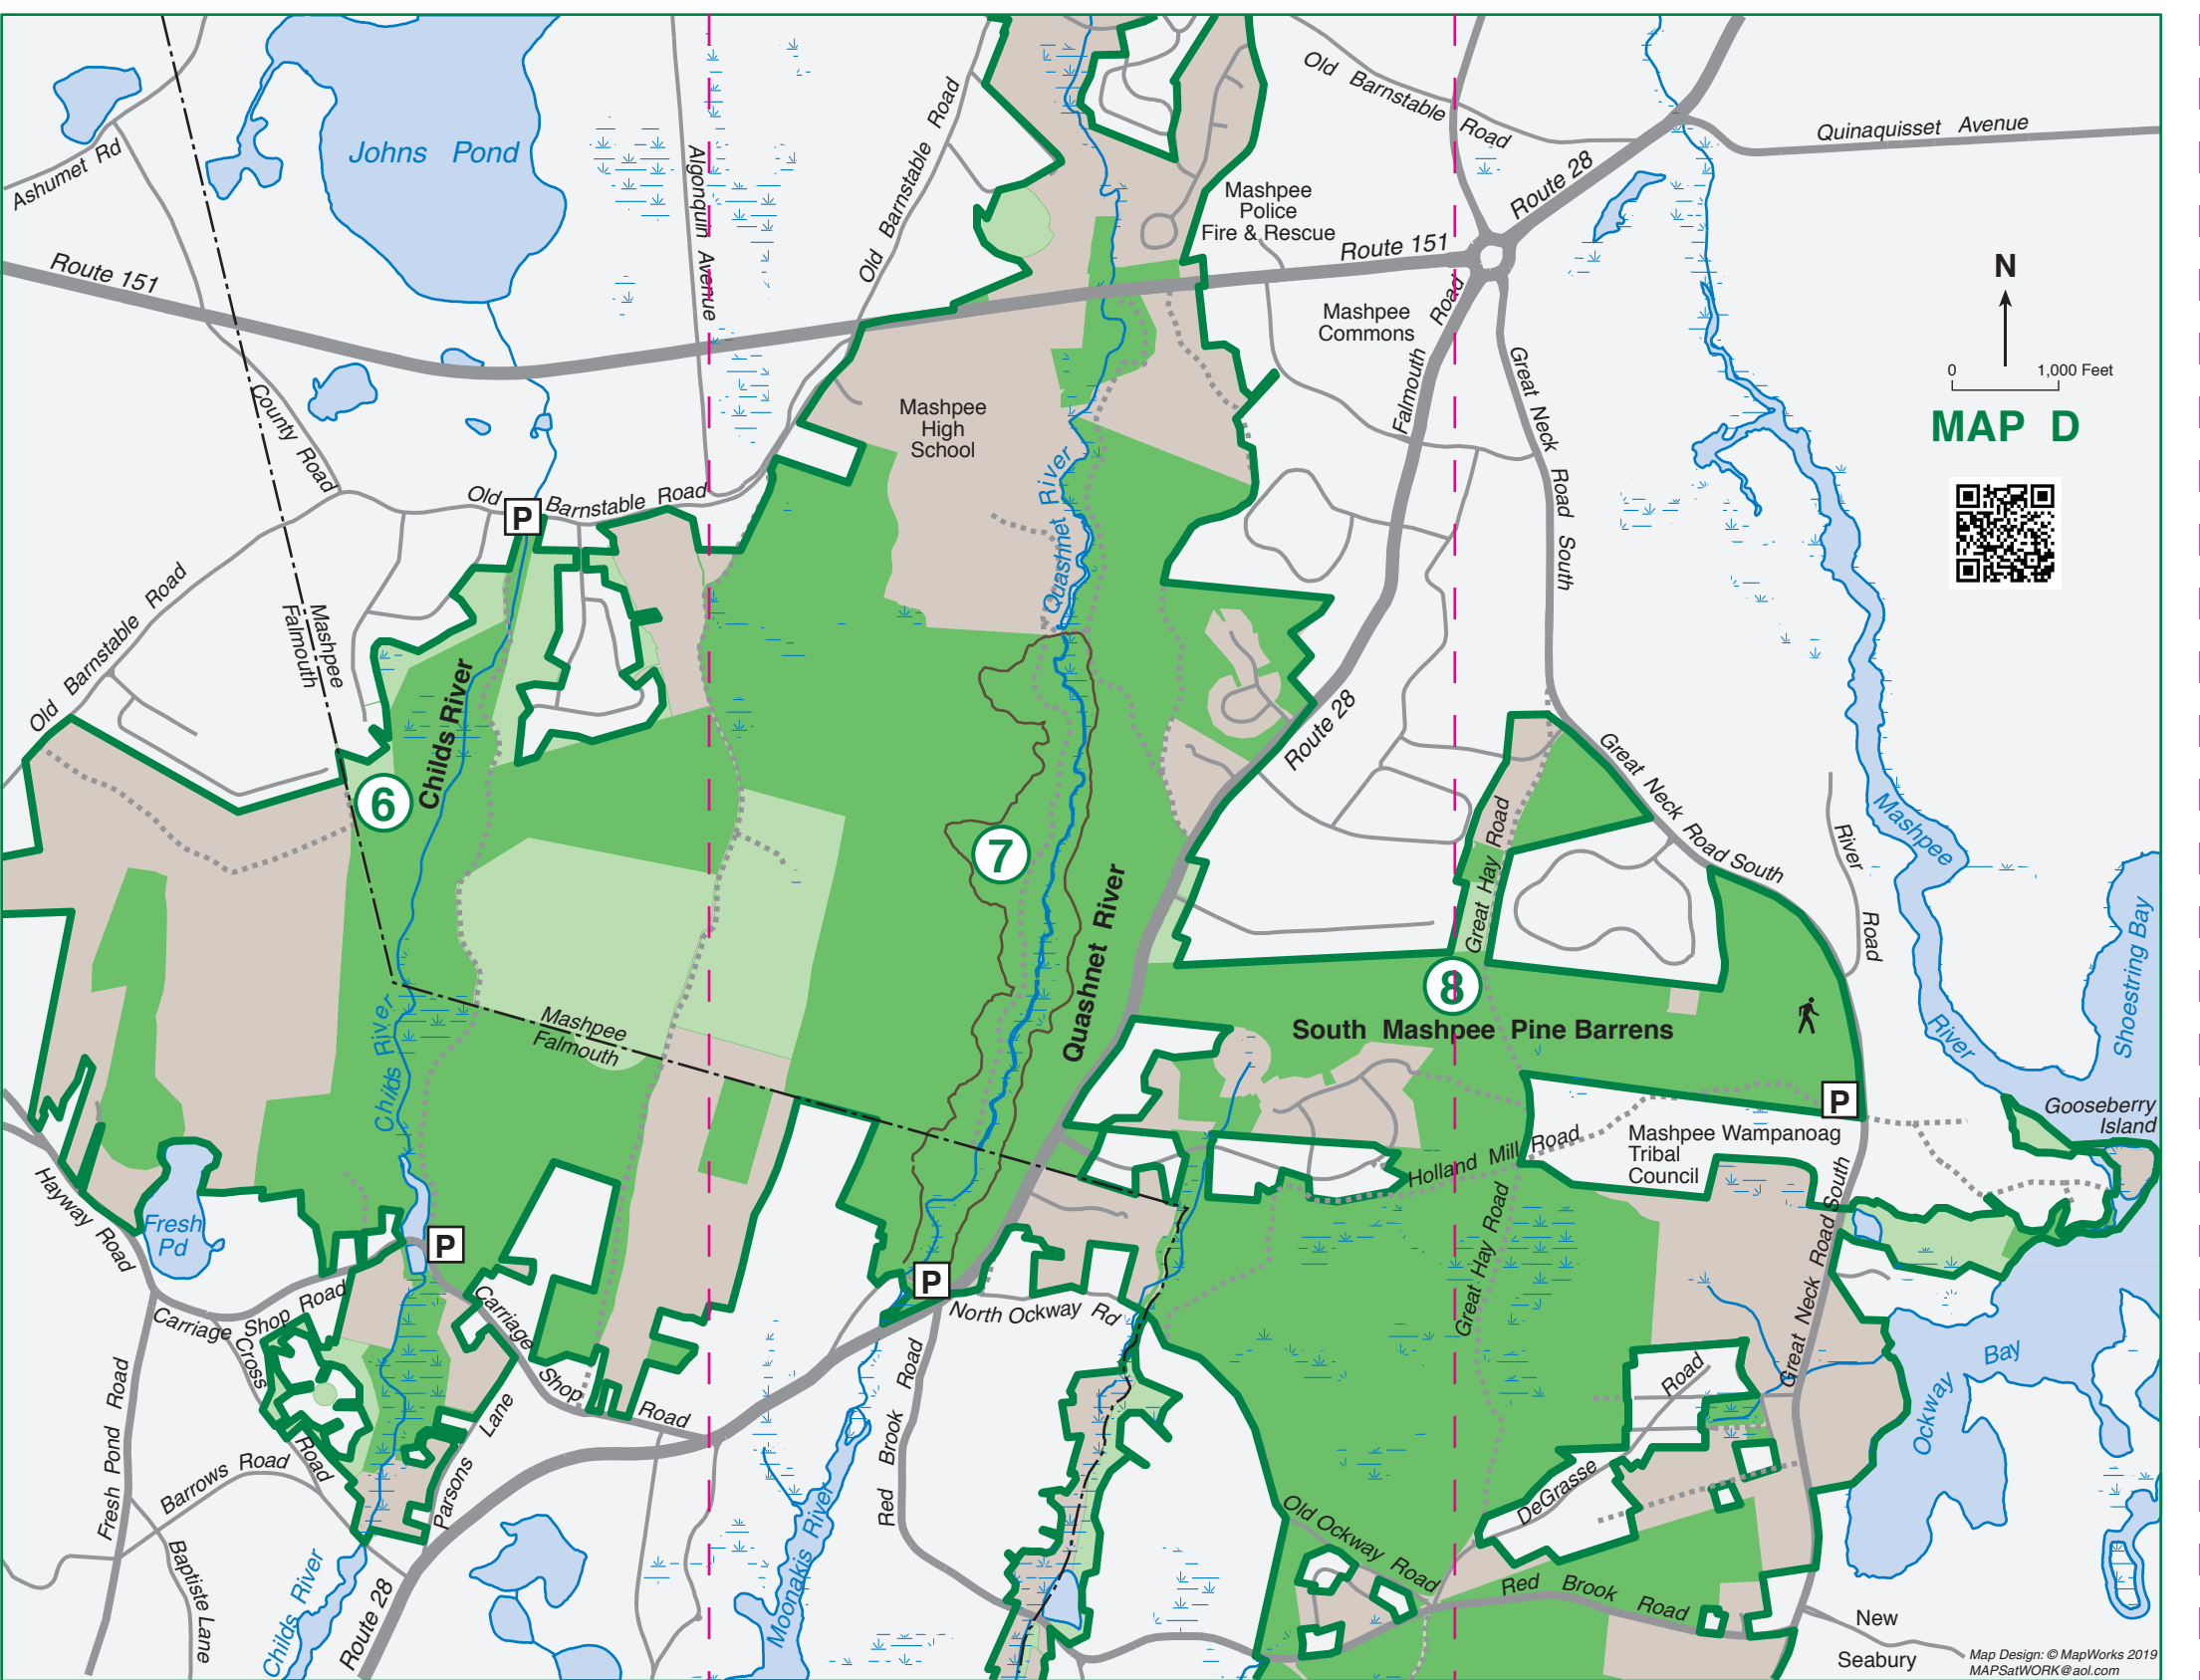 Old Barnstable Road
Quinaquisset Avenue
Ashumet Rd
Johns Pond
Algonquin Avenue
Old Barnstable Road
Mashpee
Police
Fire & Rescue
Route 28
Route 151
Route 151
N
0 1,000 Feet
MAP D
Mashpee
Commons
Falmouth Road
Great Neck Road South
County Road
Mashpee
High
School
Quashnet River
Old Barnstable Road
P
Old Barnstable Road
Mashpee
Falmouth
6
Childs River
7
Quashnet River
Route 28
Great Neck Road South
Great Hay Road
River Road
Mashpee River
Shoestring Bay
8
South Mashpee Pine Barrens
Childs River
Mashpee
Falmouth
P
Gooseberry
Island
Mashpee Wampanoag
Tribal
Council
Holland Mill Road
Great Hay Road
Great Neck Road South
Hayway Road
Fresh
Pd
P
P
North Ockway Rd
Carriage Shop Road
Carriage Shop Road
Cross Road
Parsons Lane
Fresh Pond Road
Barrows Road
Baptiste Lane
Childs River
Route 28
Moonakis River
Red Brook Road
Ockway Bay
Road
DeGrasse
Old Ockway Road
Red Brook Road
New
Seabury
Map Design: © MapWorks 2019
MAPSatWORK@aol.com